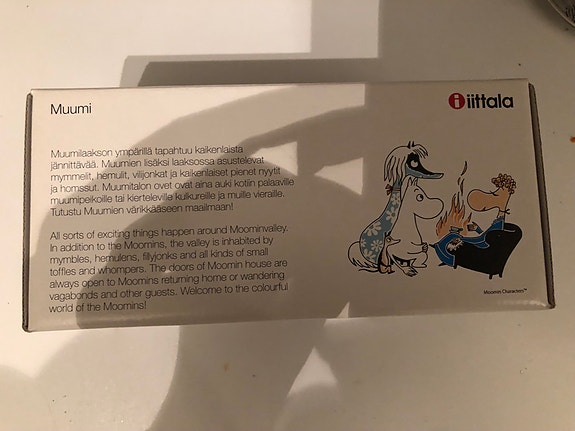 Muumi
iittala
Muumilaakson ympärillä tapahtuu kaikenlaista
jännittävää. Muumien lisäksi laaksossa asustelevat
mymmelit, hemulit, viljonkat ja kaikenlaiset pienet nyytit
ja homssut. Muumitalon ovet ovat aina auki kotiin palaaville
muumipeikoille tai kierteleville kulkureille ja muille vieraille.
Tutustu Muumien värikkääseen maailmaan!
All sorts of exciting things happen around Moominvalley.
In addition to the Moomins, the valley is inhabited by
mymbles, hemulens, fillyjonks and all kinds of small
toffles and whompers. The doors of Moomin house are
always open to Moomins returning home or wandering
vagabonds and other guests. Welcome to the colourful
world of the Moomins!
Moomin Characters™